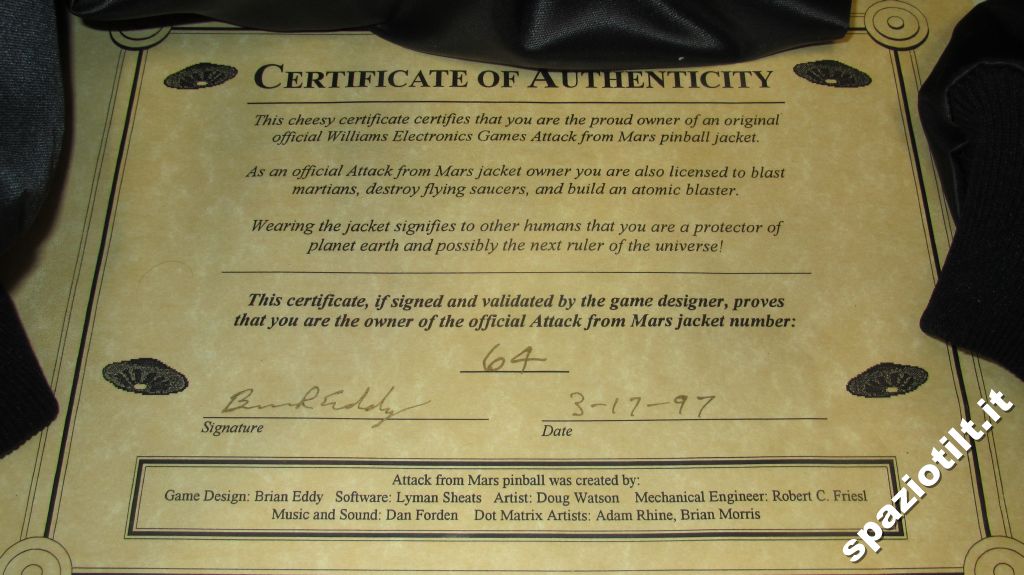 CERTIFICATE OF AUTHENTICITY
This cheesy certificate certifies that you are the proud owner of an original
official Williams Electronics Games Attack from Mars pinball jacket.
As an official Attack from Mars jacket owner you are also licensed to blast
martians, destroy flying saucers, and build an atomic blaster.
Wearing the jacket signifies to other humans that you are a protector of
planet earth and possibly the next ruler of the universe!
This certificate, if signed and validated by the game designer, proves
that you are the owner of the official Attack from Mars jacket number:
64
Brian R Eddy 3-17-97
Signature Date
Attack from Mars pinball was created by:
Game Design: Brian Eddy Software: Lyman Sheats Artist: Doug Watson Mechanical Engineer: Robert C. Friesl
Music and Sound: Dan Forden Dot Matrix Artists: Adam Rhine, Brian Morris
spaziotilt.it